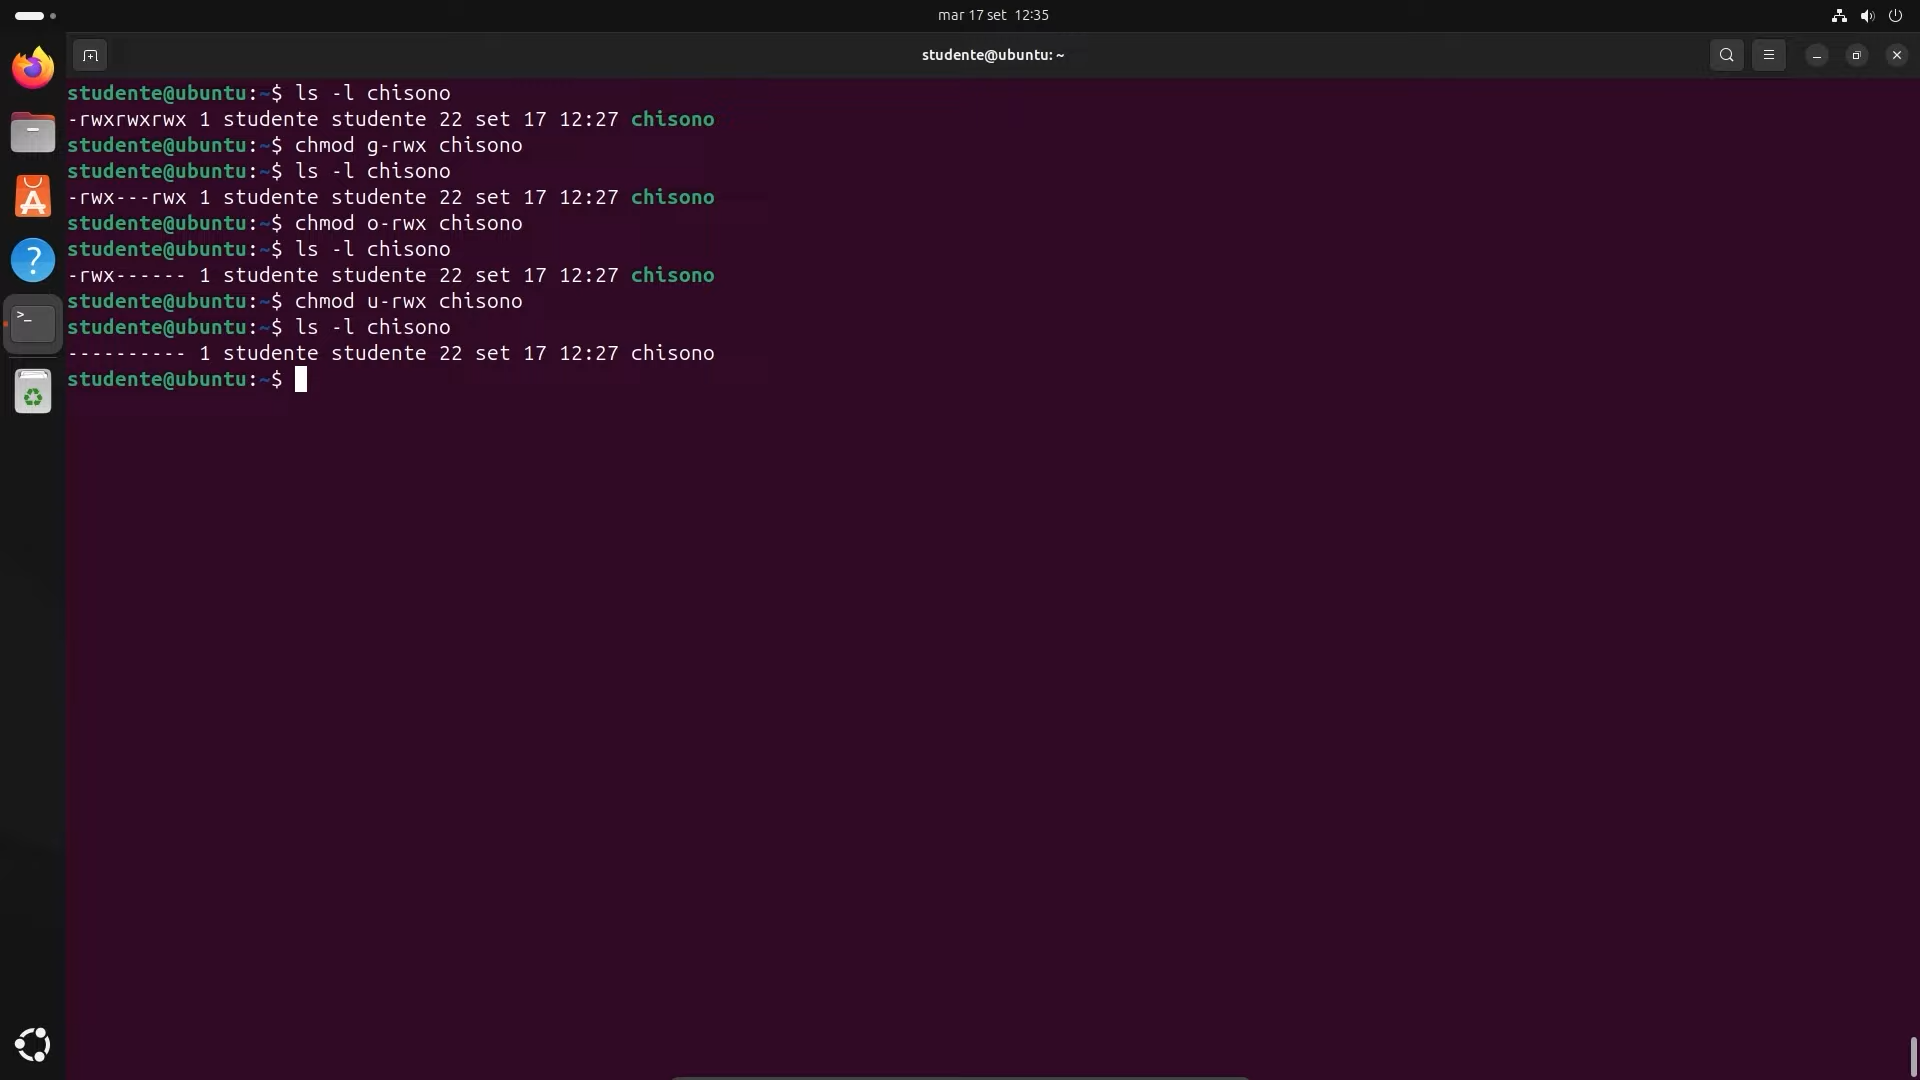 mar 17 set 12:35
studente@ubuntu: ~
studente@ubuntu:~$ ls -l chisono
-rwxrwxrwx 1 studente studente 22 set 17 12:27 chisono
studente@ubuntu:~$ chmod g-rwx chisono
studente@ubuntu:~$ ls -l chisono
-rwx---rwx 1 studente studente 22 set 17 12:27 chisono
studente@ubuntu:~$ chmod o-rwx chisono
studente@ubuntu:~$ ls -l chisono
-rwx------ 1 studente studente 22 set 17 12:27 chisono
studente@ubuntu:~$ chmod u-rwx chisono
studente@ubuntu:~$ ls -l chisono
---------- 1 studente studente 22 set 17 12:27 chisono
studente@ubuntu:~$